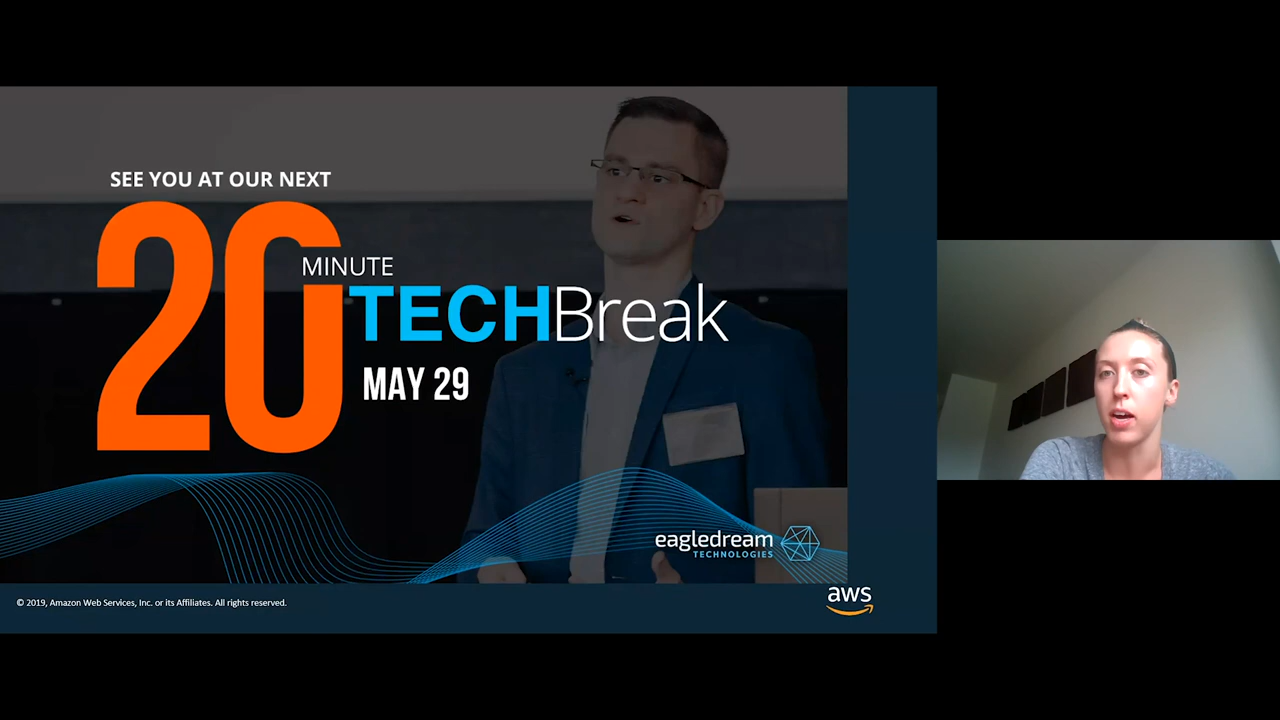 SEE YOU AT OUR NEXT
20
MINUTE
TECHBreak
MAY 29
eagledream
TECHNOLOGIES
© 2019, Amazon Web Services, Inc. or its Affiliates. All rights reserved.
aws